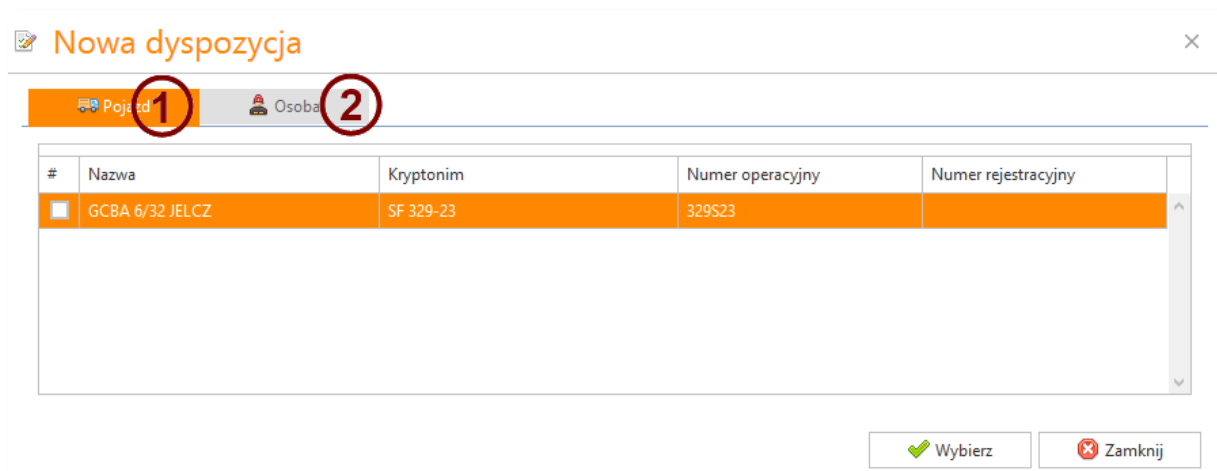 Nowa dyspozycja
Pojazd 1 Osoba 2
# Nazwa Kryptonim Numer operacyjny Numer rejestracyjny
GCBA 6/32 JELCZ SF 329-23 329S23
Wybierz Zamknij